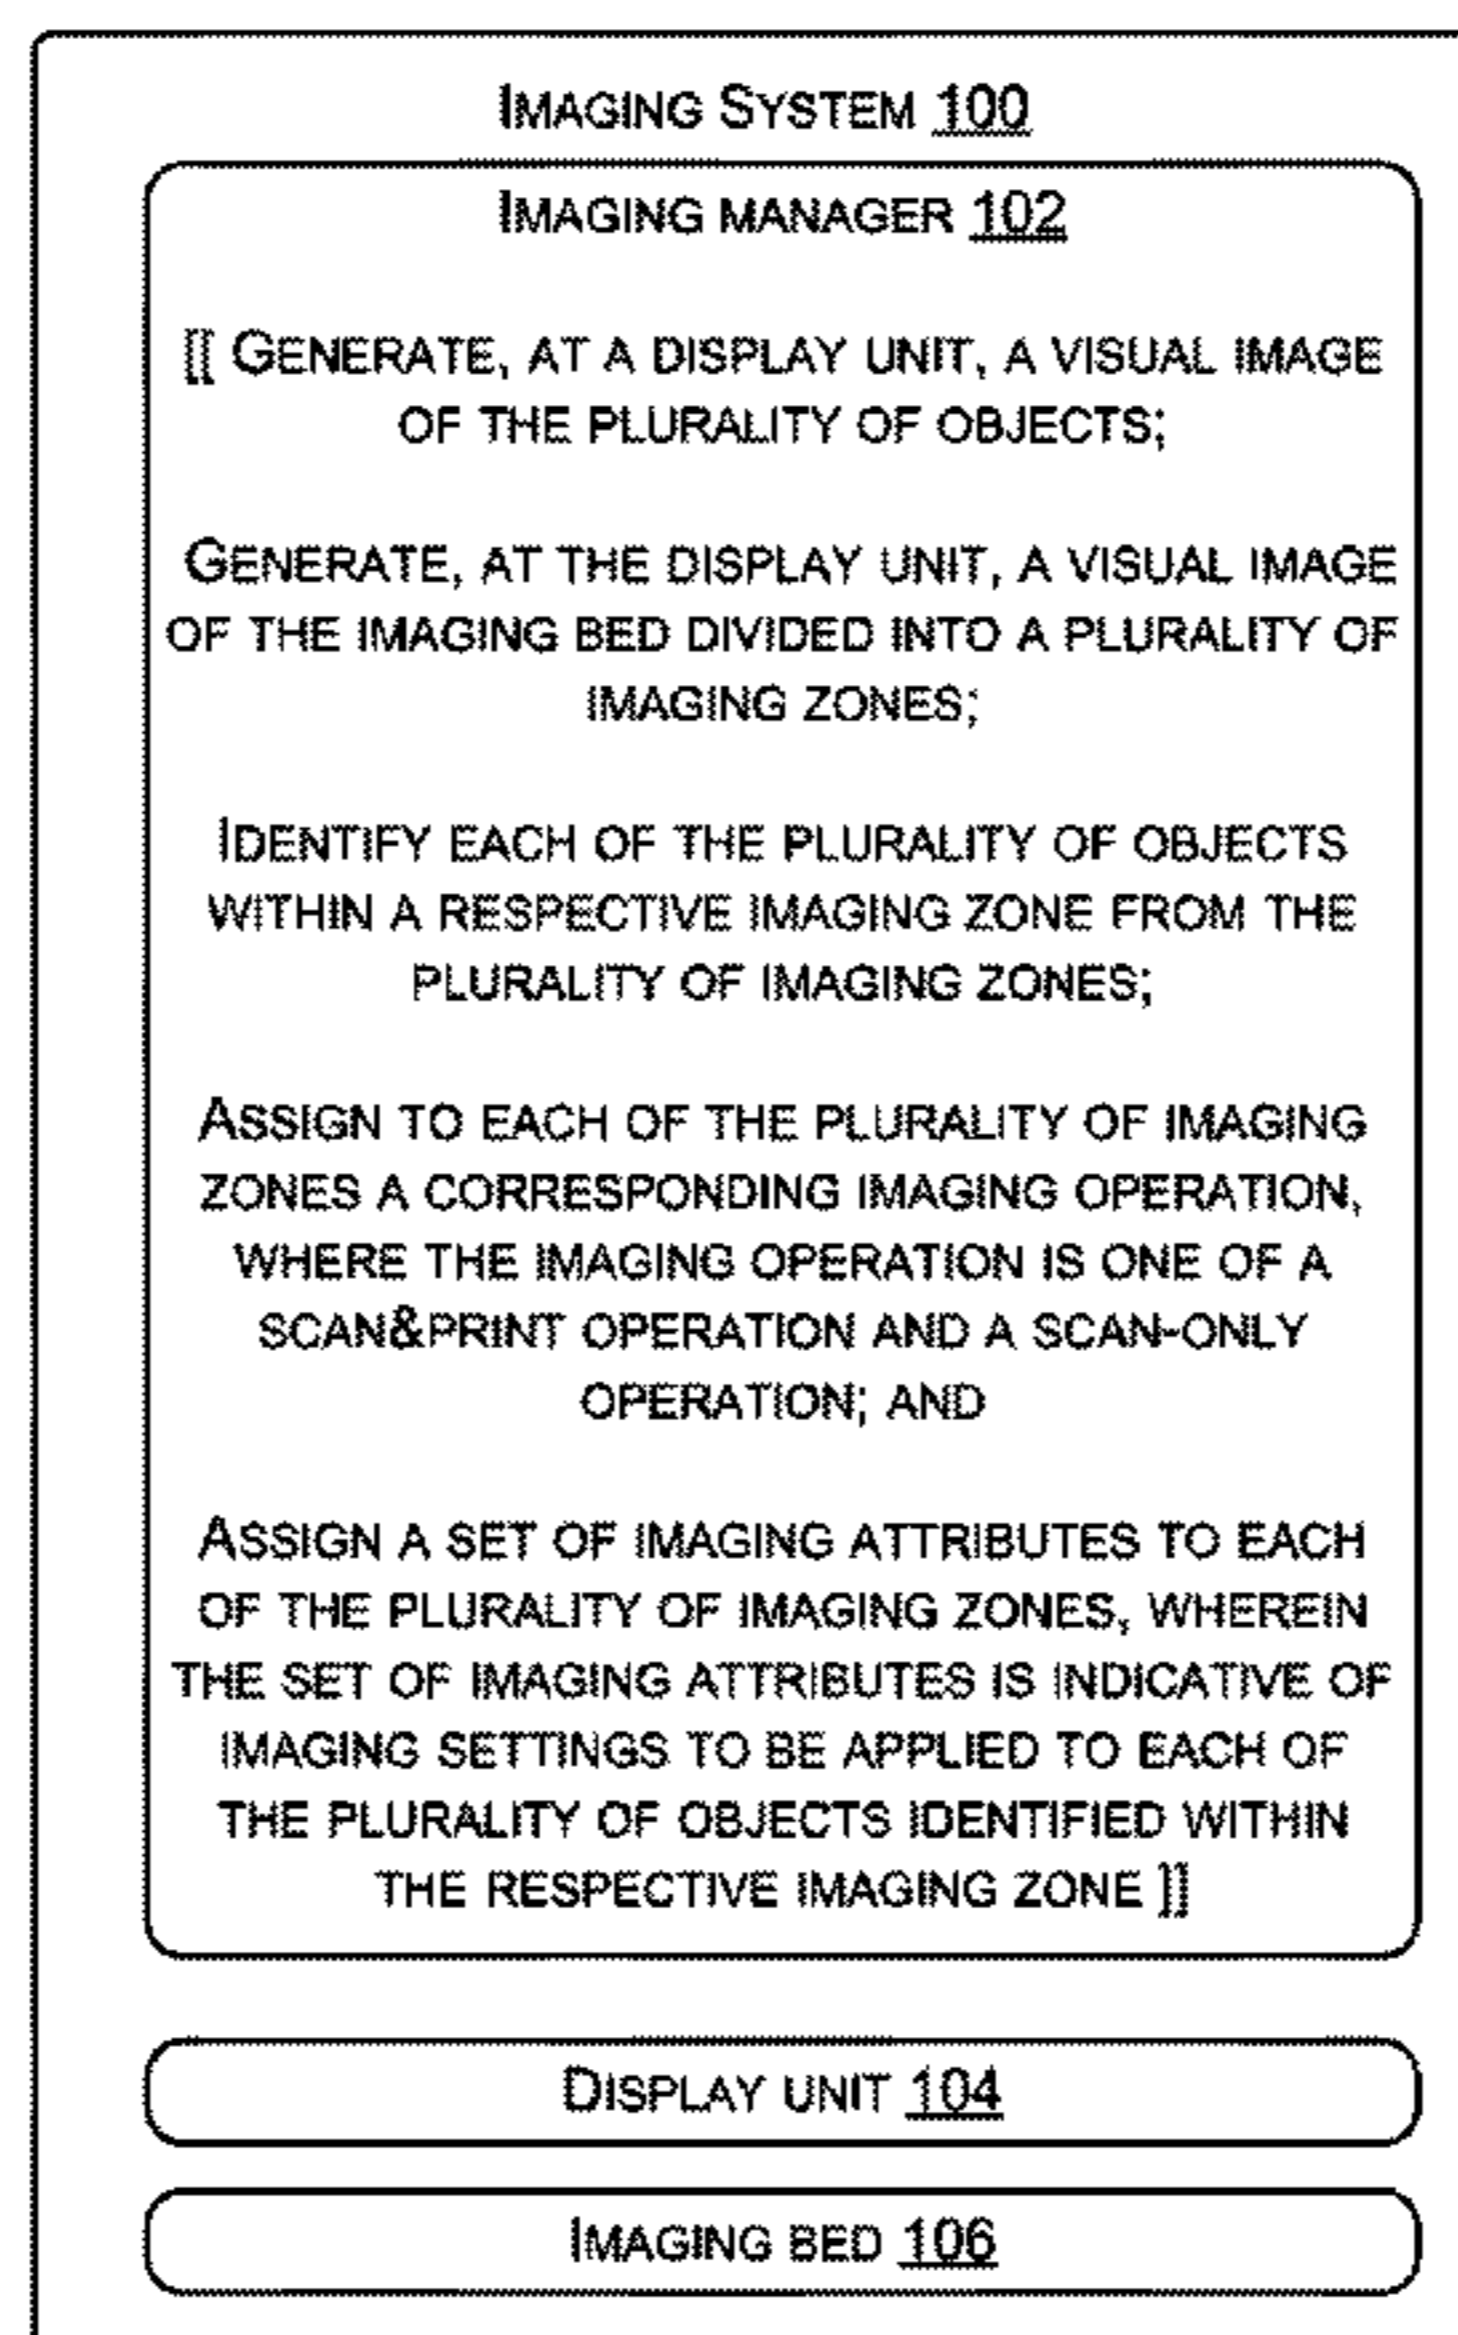 IMAGING SYSTEM 100
IMAGING MANAGER 102
[[ GENERATE, AT A DISPLAY UNIT, A VISUAL IMAGE
OF THE PLURALITY OF OBJECTS;
GENERATE, AT THE DISPLAY UNIT, A VISUAL IMAGE
OF THE IMAGING BED DIVIDED INTO A PLURALITY OF
IMAGING ZONES;
IDENTIFY EACH OF THE PLURALITY OF OBJECTS
WITHIN A RESPECTIVE IMAGING ZONE FROM THE
PLURALITY OF IMAGING ZONES;
ASSIGN TO EACH OF THE PLURALITY OF IMAGING
ZONES A CORRESPONDING IMAGING OPERATION,
WHERE THE IMAGING OPERATION IS ONE OF A
SCAN&PRINT OPERATION AND A SCAN-ONLY
OPERATION; AND
ASSIGN A SET OF IMAGING ATTRIBUTES TO EACH
OF THE PLURALITY OF IMAGING ZONES, WHEREIN
THE SET OF IMAGING ATTRIBUTES IS INDICATIVE OF
IMAGING SETTINGS TO BE APPLIED TO EACH OF
THE PLURALITY OF OBJECTS IDENTIFIED WITHIN
THE RESPECTIVE IMAGING ZONE ]]
DISPLAY UNIT 104
IMAGING BED 106